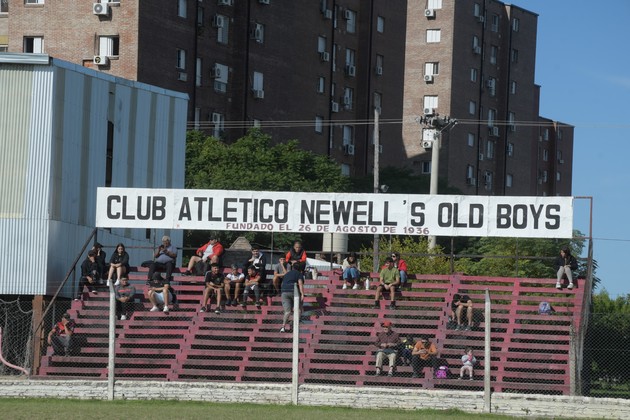 CLUB ATLETICO NEWELL'S OLD BOYS
FUNDADO EL 26 DE AGOSTO DE 1936